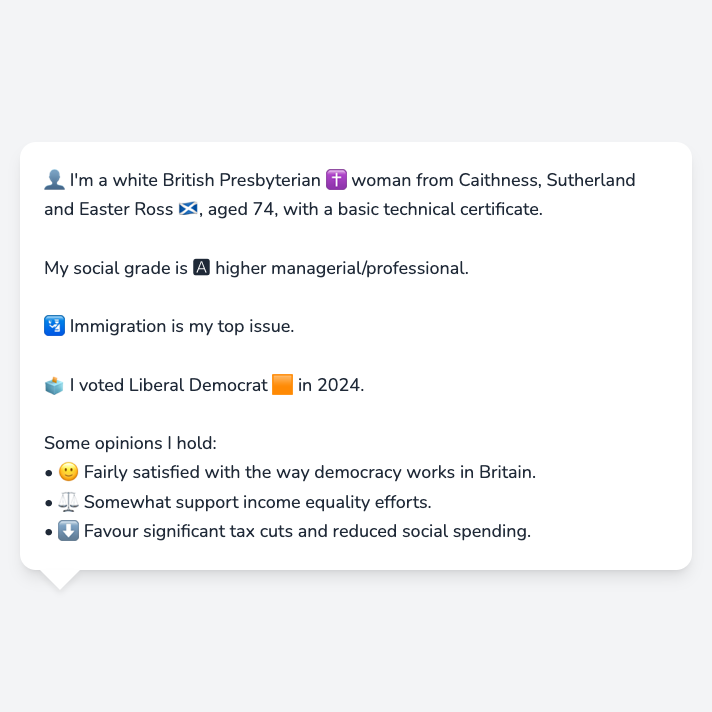 👤 I'm a white British Presbyterian ✝️ woman from Caithness, Sutherland
and Easter Ross 🏴󠁧󠁢󠁳󠁣󠁴󠁿, aged 74, with a basic technical certificate.
My social grade is 🅰 higher managerial/professional.
🛂 Immigration is my top issue.
🗳️ I voted Liberal Democrat 🟧 in 2024.
Some opinions I hold:
• 🙂 Fairly satisfied with the way democracy works in Britain.
• ⚖️ Somewhat support income equality efforts.
• ⬇️ Favour significant tax cuts and reduced social spending.